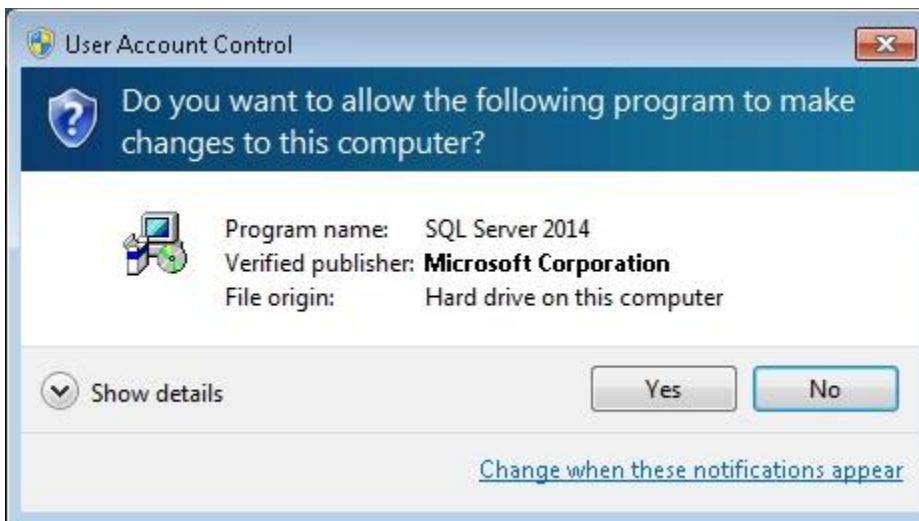 User Account Control
Do you want to allow the following program to make
changes to this computer?
Program name: SQL Server 2014
Verified publisher: Microsoft Corporation
File origin: Hard drive on this computer
Show details
Yes
No
Change when these notifications appear